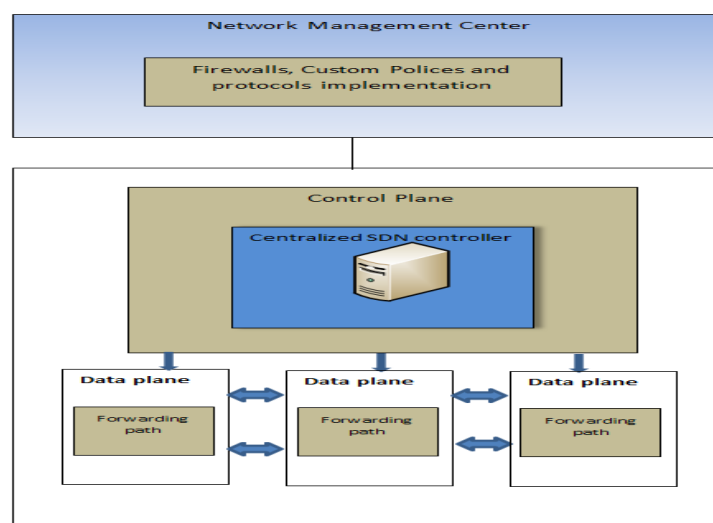 Network Management Center
Firewalls, Custom Polices and
protocols implementation
Control Plane
Centralized SDN controller
Data plane
Forwarding
path
Data plane
Forwarding
path
Data plane
Forwarding
path